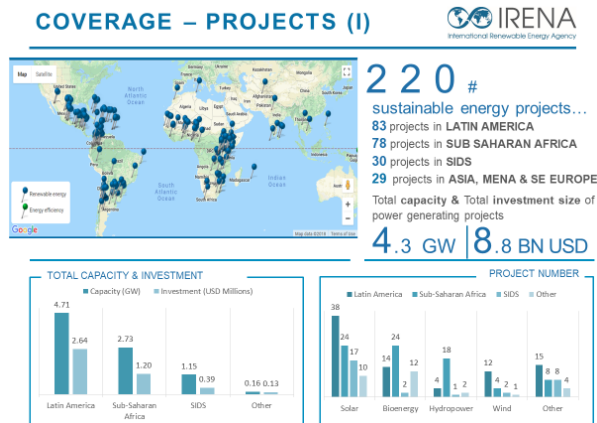 COVERAGE – PROJECTS (I)
IRENA
International Renewable Energy Agency
Map Satellite
North
Atlantic
Ocean
South
Atlantic
Ocean
Indian
Ocean
Renewable energy
Energy efficiency
Google
Map data ©2018 Terms of Use
220 #
sustainable energy projects…
83 projects in LATIN AMERICA
78 projects in SUB SAHARAN AFRICA
30 projects in SIDS
29 projects in ASIA, MENA & SE EUROPE
Total capacity & Total investment size of
power generating projects
4.3 GW 8.8 BN USD
TOTAL CAPACITY & INVESTMENT
Capacity (GW) Investment (USD Millions)
4.71 2.64 2.73 1.20 1.15 0.39 0.16 0.13
Latin America Sub-Saharan Africa SIDS Other
PROJECT NUMBER
Latin America Sub-Saharan Africa SIDS Other
38 24 17 10 14 24 2 12 4 18 1 2 12 4 2 1 15 8 8 4
Solar Bioenergy Hydropower Wind Other